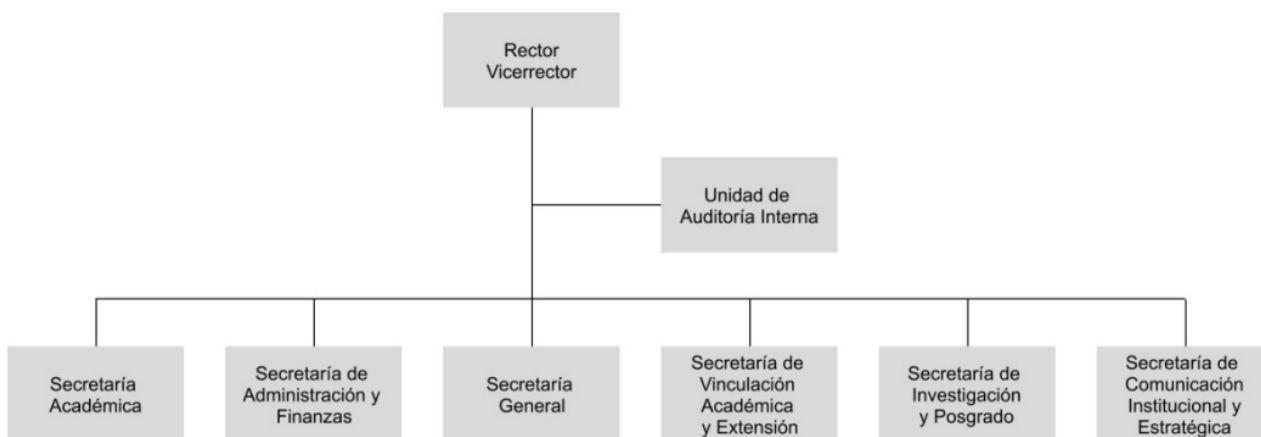 Rector
Vicerrector
Unidad de
Auditoría Interna
Secretaría
Académica
Secretaría de
Administración y
Finanzas
Secretaría
General
Secretaría de
Vinculación
Académica
y Extensión
Secretaría de
Investigación
y Posgrado
Secretaría de
Comunicación
Institucional y
Estratégica